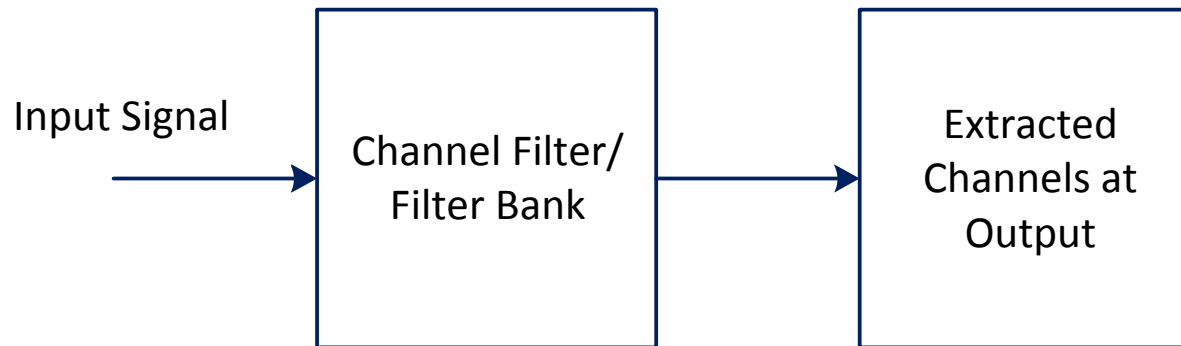 Input Signal
Channel Filter/
Filter Bank
Extracted
Channels at
Output